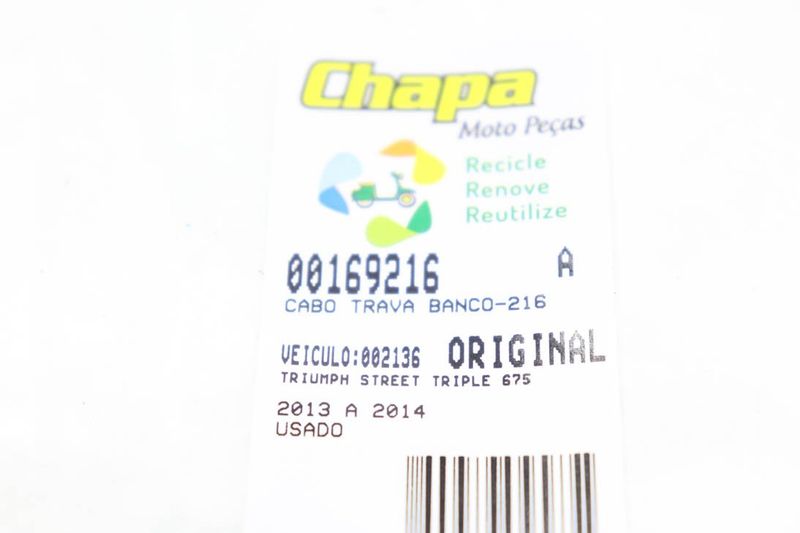 Chapa
Moto Peças
Recicle
Renove
Reutilize
00169216 A
CABO TRAVA BANCO-216
VEICULO:002136 ORIGINAL
TRIUMPH STREET TRIPLE 675
2013 A 2014
USADO